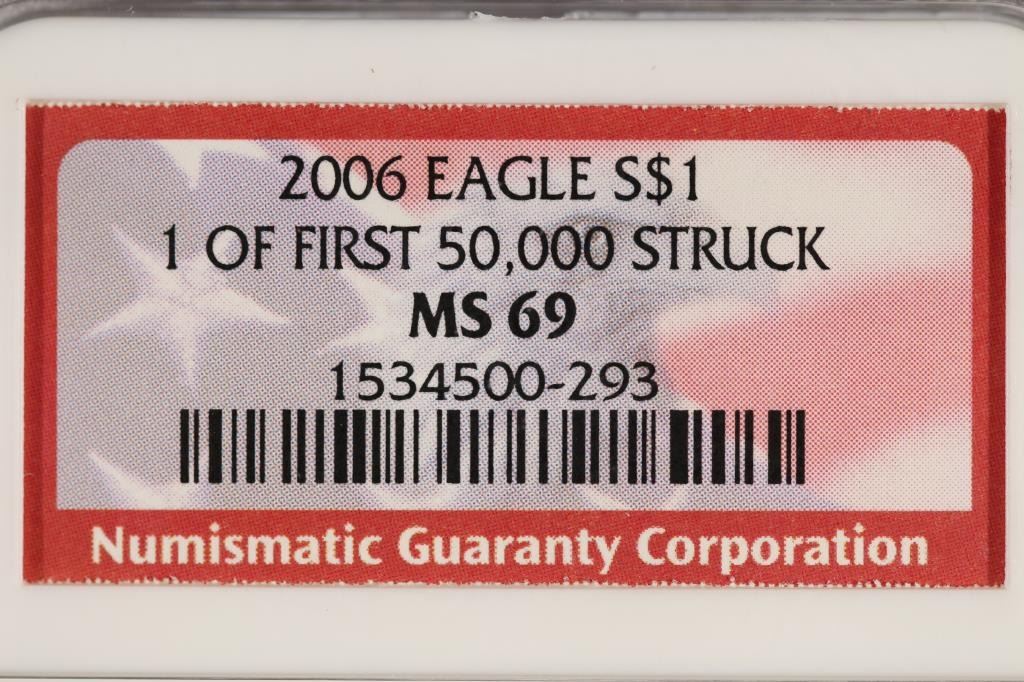 2006 EAGLE S$1
1 OF FIRST 50,000 STRUCK
MS 69
1534500-293
Numismatic Guaranty Corporation